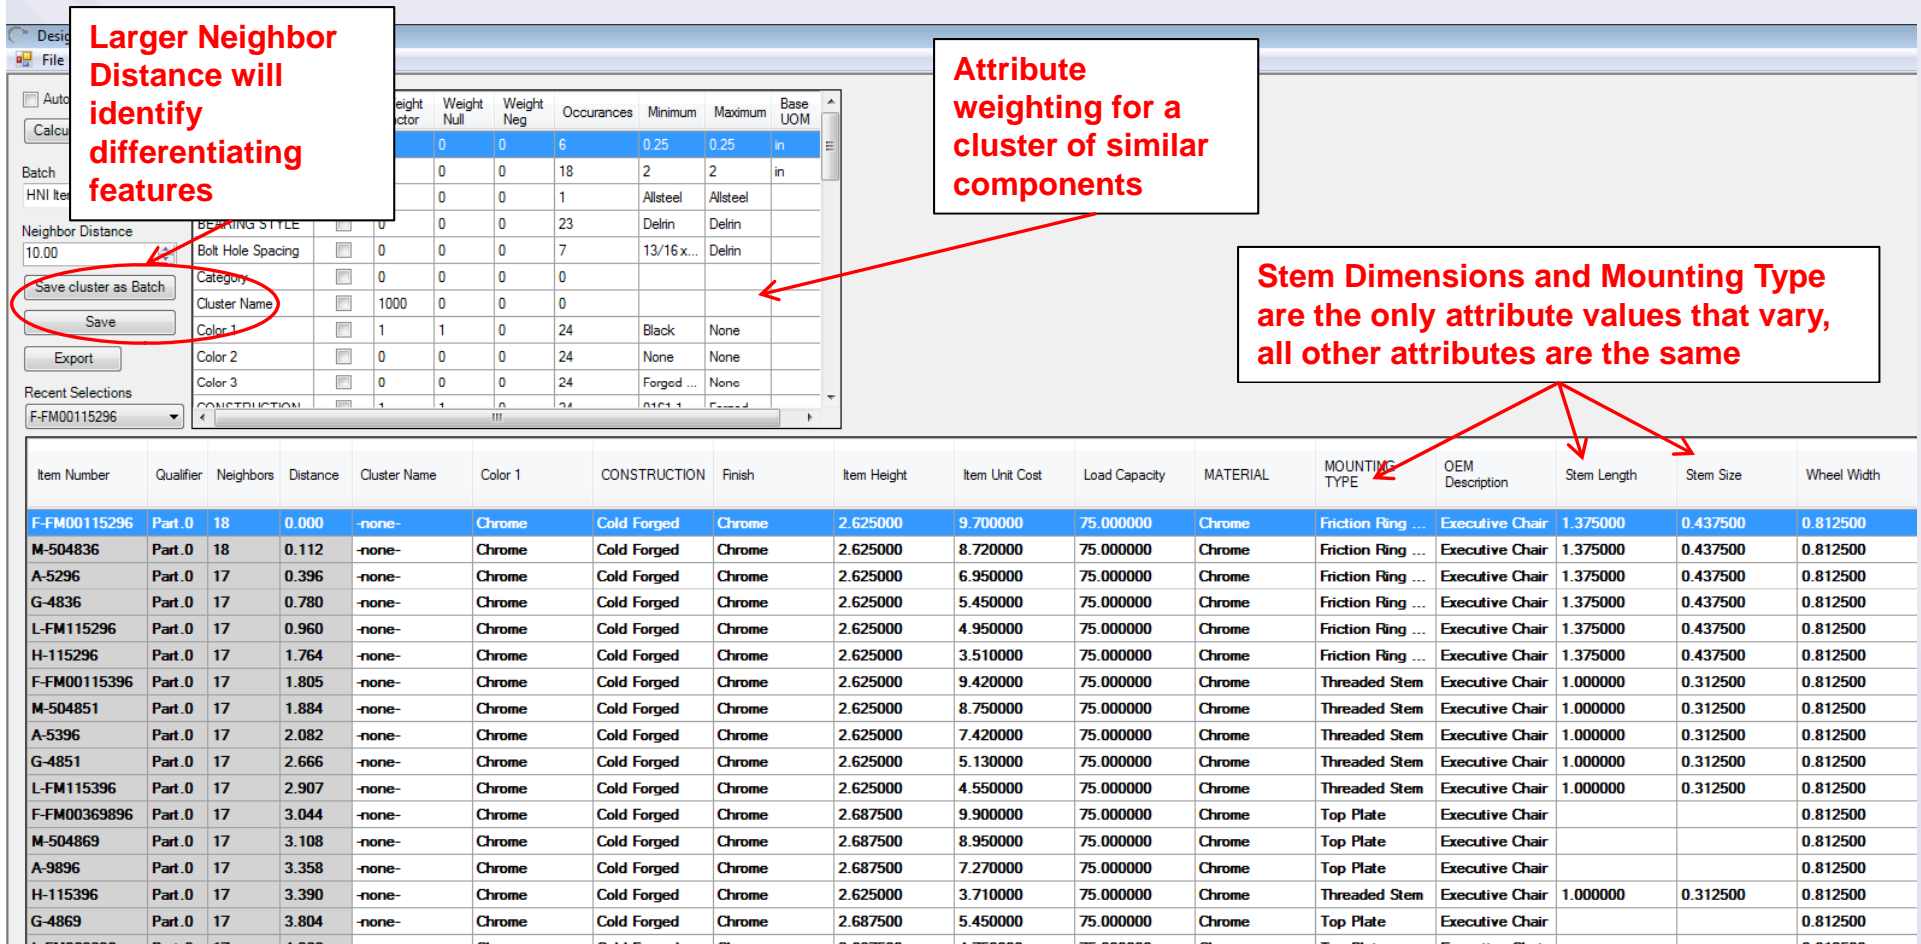 Larger Neighbor
Distance will
identify
differentiating
features
Attribute
weighting for a
cluster of similar
components
Stem Dimensions and Mounting Type
are the only attribute values that vary,
all other attributes are the same
File
Batch
Neighbor Distance
10.00
Save cluster as Batch
Save
Export
Recent Selections
F-FM00115296
Weight Null Weight Neg Occurances Minimum Maximum Base UOM
0 0 6 0.25 0.25 in
0 0 18 2 2 in
0 0 1 Allsteel Allsteel
BEARING STYLE 0 0 0 23 Delrin Delrin
Bolt Hole Spacing 0 0 0 7 13/16 x... Delrin
Category 0 0 0 0
Cluster Name 1000 0 0 0
Color 1 1 1 0 24 Black None
Color 2 0 0 0 24 None None
Color 3 0 0 0 24 Forged ... None
CONSTRUCTION 1 1 0 24
Item Number Qualifier Neighbors Distance Cluster Name Color 1 CONSTRUCTION Finish Item Height Item Unit Cost Load Capacity MATERIAL MOUNTING TYPE OEM Description Stem Length Stem Size Wheel Width
F-FM00115296 Part.0 18 0.000 -none- Chrome Cold Forged Chrome 2.625000 9.700000 75.000000 Chrome Friction Ring ... Executive Chair 1.375000 0.437500 0.812500
M-504836 Part.0 18 0.112 -none- Chrome Cold Forged Chrome 2.625000 8.720000 75.000000 Chrome Friction Ring ... Executive Chair 1.375000 0.437500 0.812500
A-5296 Part.0 17 0.396 -none- Chrome Cold Forged Chrome 2.625000 6.950000 75.000000 Chrome Friction Ring ... Executive Chair 1.375000 0.437500 0.812500
G-4836 Part.0 17 0.780 -none- Chrome Cold Forged Chrome 2.625000 5.450000 75.000000 Chrome Friction Ring ... Executive Chair 1.375000 0.437500 0.812500
L-FM115296 Part.0 17 0.960 -none- Chrome Cold Forged Chrome 2.625000 4.950000 75.000000 Chrome Friction Ring ... Executive Chair 1.375000 0.437500 0.812500
H-115296 Part.0 17 1.764 -none- Chrome Cold Forged Chrome 2.625000 3.510000 75.000000 Chrome Friction Ring ... Executive Chair 1.375000 0.437500 0.812500
F-FM00115396 Part.0 17 1.805 -none- Chrome Cold Forged Chrome 2.625000 9.420000 75.000000 Chrome Threaded Stem Executive Chair 1.000000 0.312500 0.812500
M-504851 Part.0 17 1.884 -none- Chrome Cold Forged Chrome 2.625000 8.750000 75.000000 Chrome Threaded Stem Executive Chair 1.000000 0.312500 0.812500
A-5396 Part.0 17 2.082 -none- Chrome Cold Forged Chrome 2.625000 7.420000 75.000000 Chrome Threaded Stem Executive Chair 1.000000 0.312500 0.812500
G-4851 Part.0 17 2.666 -none- Chrome Cold Forged Chrome 2.625000 5.130000 75.000000 Chrome Threaded Stem Executive Chair 1.000000 0.312500 0.812500
L-FM115396 Part.0 17 2.907 -none- Chrome Cold Forged Chrome 2.625000 4.550000 75.000000 Chrome Threaded Stem Executive Chair 1.000000 0.312500 0.812500
F-FM00369896 Part.0 17 3.044 -none- Chrome Cold Forged Chrome 2.687500 9.900000 75.000000 Chrome Top Plate Executive Chair 0.812500
M-504869 Part.0 17 3.108 -none- Chrome Cold Forged Chrome 2.687500 8.950000 75.000000 Chrome Top Plate Executive Chair 0.812500
A-9896 Part.0 17 3.358 -none- Chrome Cold Forged Chrome 2.687500 7.270000 75.000000 Chrome Top Plate Executive Chair 0.812500
H-115396 Part.0 17 3.390 -none- Chrome Cold Forged Chrome 2.625000 3.710000 75.000000 Chrome Threaded Stem Executive Chair 1.000000 0.312500 0.812500
G-4869 Part.0 17 3.804 -none- Chrome Cold Forged Chrome 2.687500 5.450000 75.000000 Chrome Top Plate Executive Chair 0.812500